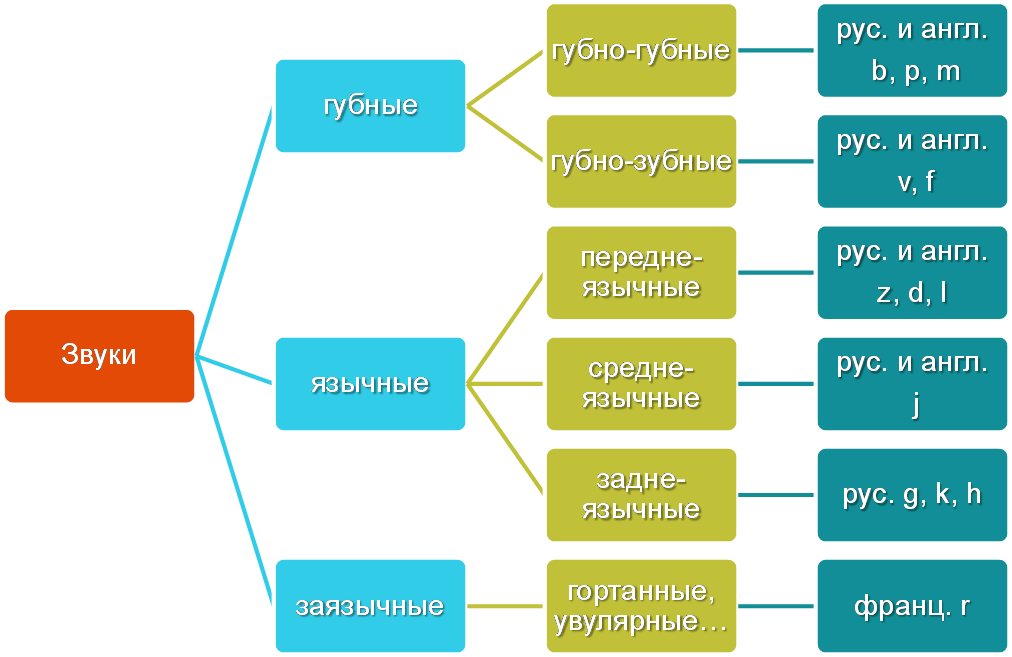 Звуки
губные
губно-губные
рус. и англ.
b, p, m
губно-зубные
рус. и англ.
v, f
язычные
передне-
язычные
рус. и англ.
z, d, l
средне-
язычные
рус. и англ.
j
задне-
язычные
рус. g, k, h
заязычные
гортанные,
увулярные...
франц. r